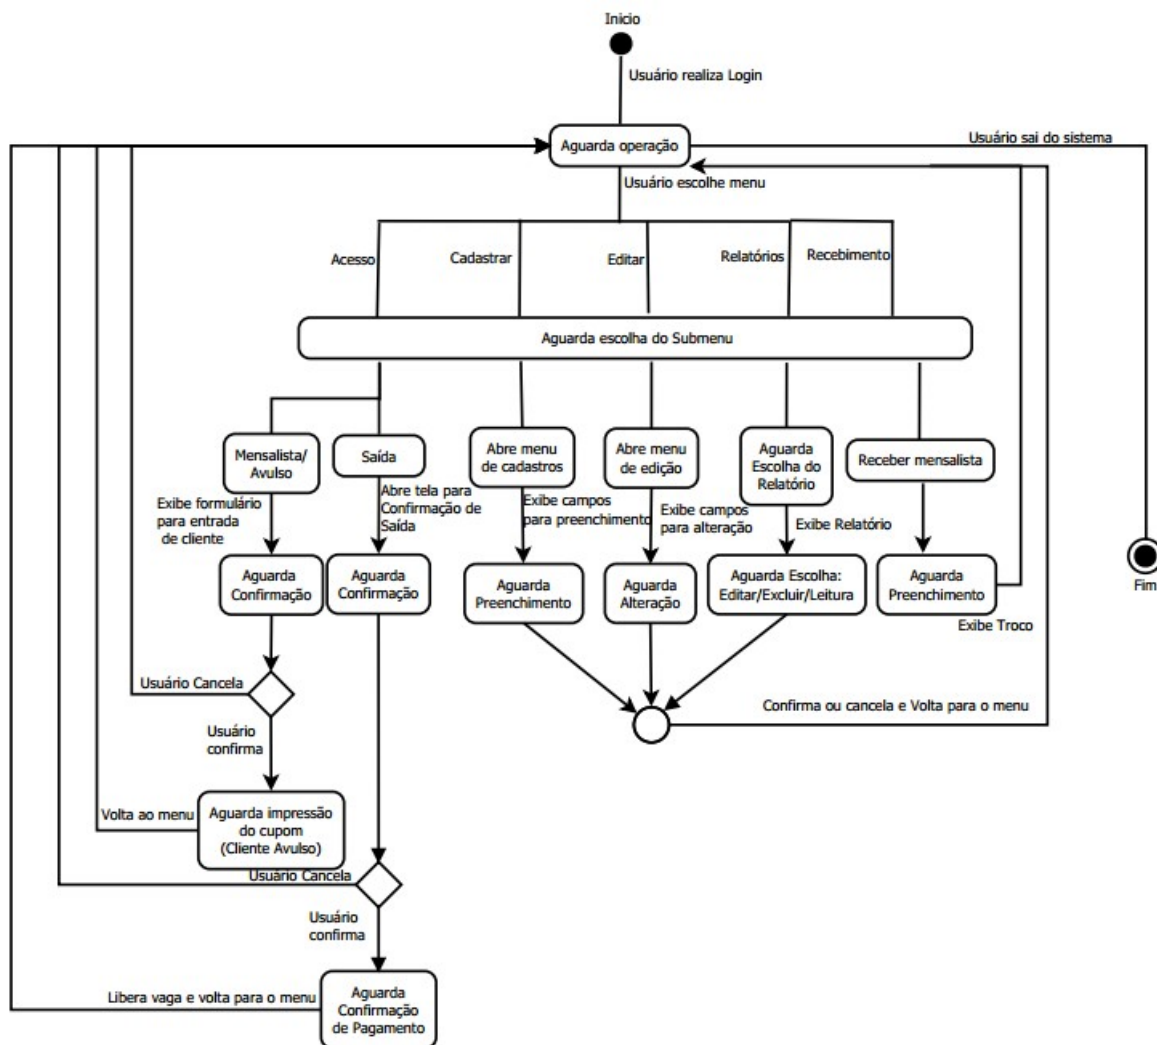 Inicio
Usuário realiza Login
Aguarda operação
Usuário sai do sistema
Usuário escolhe menu
Acesso
Cadastrar
Editar
Relatórios
Recebimento
Aguarda escolha do Submenu
Mensalista/
Avulso
Saída
Abre menu
de cadastros
Abre menu
de edição
Aguarda
Escolha do
Relatório
Receber mensalista
Exibe formulário
para entrada
de cliente
Abre tela para
Confirmação de
Saída
Exibe campos
para preenchimento
Exibe campos
para alteração
Exibe Relatório
Aguarda
Confirmação
Aguarda
Confirmação
Aguarda
Preenchimento
Aguarda
Alteração
Aguarda Escolha:
Editar/Excluir/Leitura
Aguarda
Preenchimento
Fim
Exibe Troco
Usuário Cancela
Confirma ou cancela e Volta para o menu
Usuário
confirma
Volta ao menu
Aguarda impressão
do cupom
(Cliente Avulso)
Usuário Cancela
Usuário
confirma
Libera vaga e volta para o menu
Aguarda
Confirmação
de Pagamento